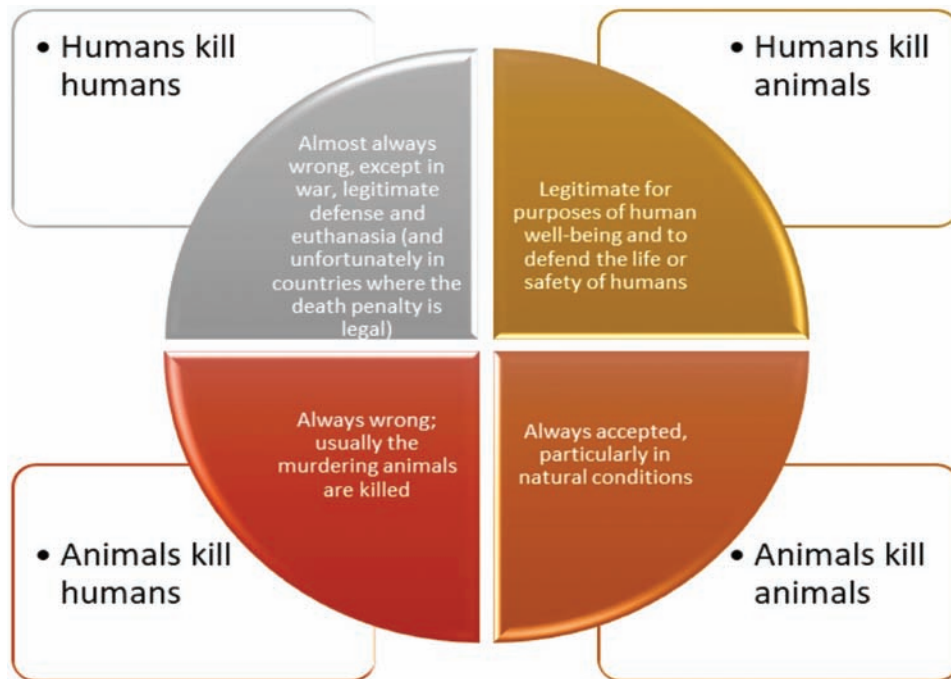 • Humans kill
humans
• Humans kill
animals
Almost always
wrong, except in
war, legitimate
defense and
euthanasia (and
unfortunately in
countries where the
death penalty is
legal)
Legitimate for
purposes of human
well-being and to
defend the life or
safety of humans
Always wrong;
usually the
murdering animals
are killed
Always accepted,
particularly in
natural conditions
• Animals kill
humans
• Animals kill
animals